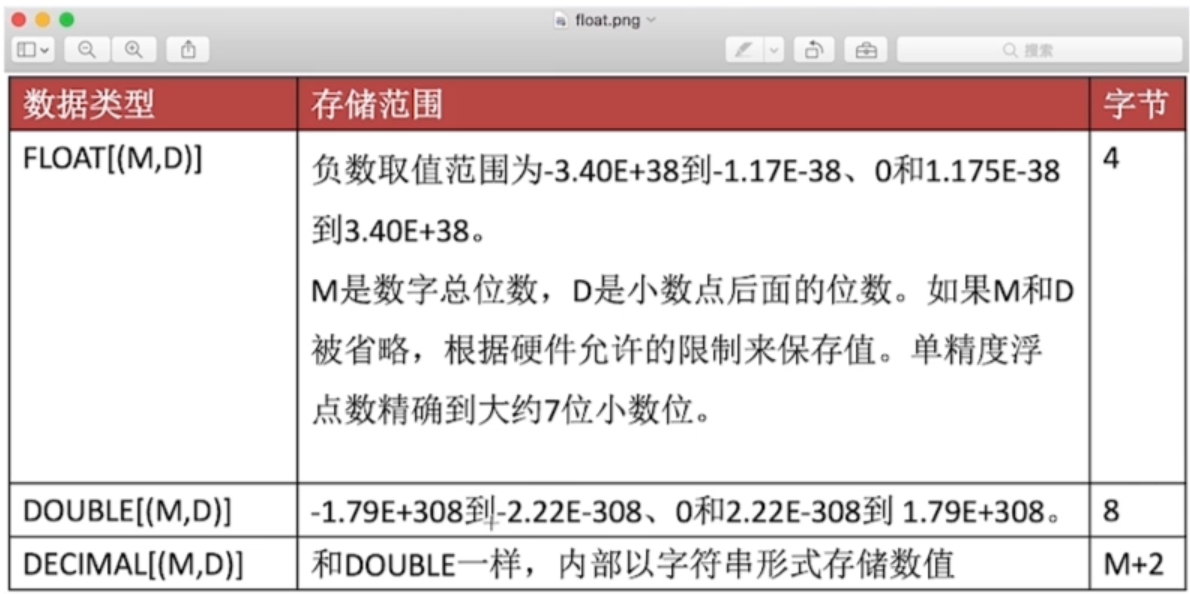 float.png
搜索
数据类型 存储范围 字节
FLOAT[(M,D)] 负数取值范围为-3.40E+38到-1.17E-38、0和1.175E-38 4
到3.40E+38。
M是数字总位数，D是小数点后面的位数。如果M和D
被省略，根据硬件允许的限制来保存值。单精度浮
点数精确到大约7位小数位。
DOUBLE[(M,D)] -1.79E+308到-2.22E-308、0和2.22E-308到 1.79E+308。 8
DECIMAL[(M,D)] 和DOUBLE一样，内部以字符串形式存储数值 M+2